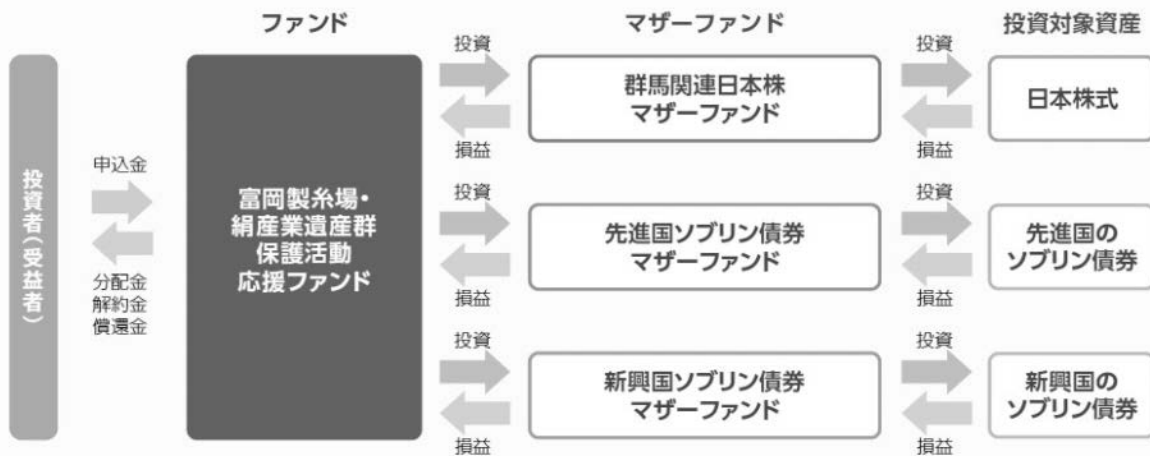 ファンド
マザーファンド
投資対象資産
投資者(受益者)
申込金
分配金
解約金
償還金
富岡製糸場・
絹産業遺産群
保護活動
応援ファンド
投資
損益
群馬関連日本株
マザーファンド
投資
損益
日本株式
投資
損益
先進国ソブリン債券
マザーファンド
投資
損益
先進国の
ソブリン債券
投資
損益
新興国ソブリン債券
マザーファンド
投資
損益
新興国の
ソブリン債券